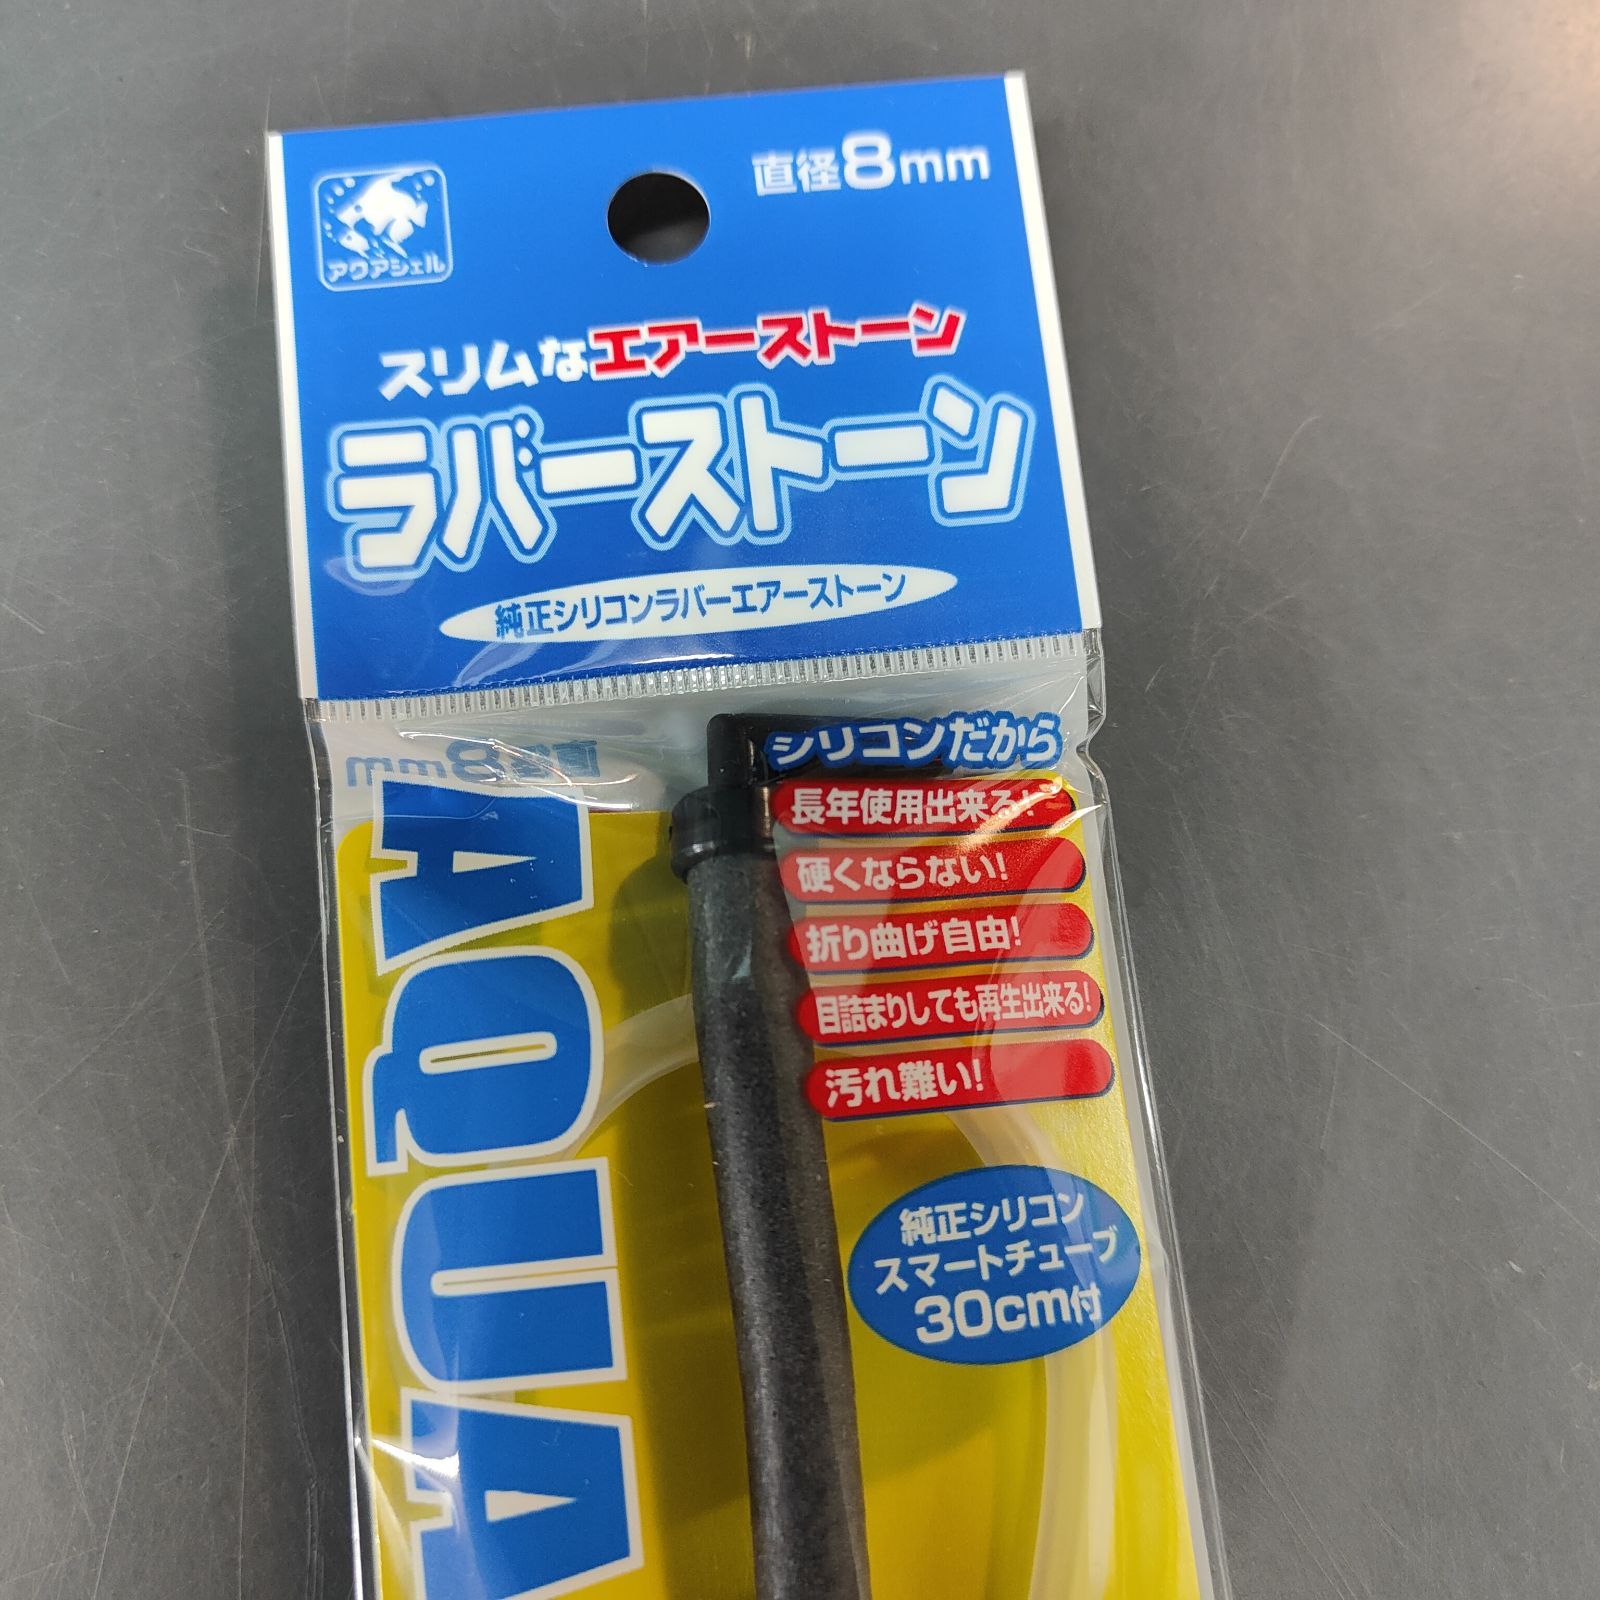 直径8mm
アクアシェル
スリムなエアーストーン
ラバーストーン
純正シリコンラバーエアーストーン
直径8mm
シリコンだから
長年使用出来る!
硬くならない!
折り曲げ自由!
目詰まりしても再生出来る!
汚れ難い!
純正シリコン
スマートチューブ
30cm付
AQUA